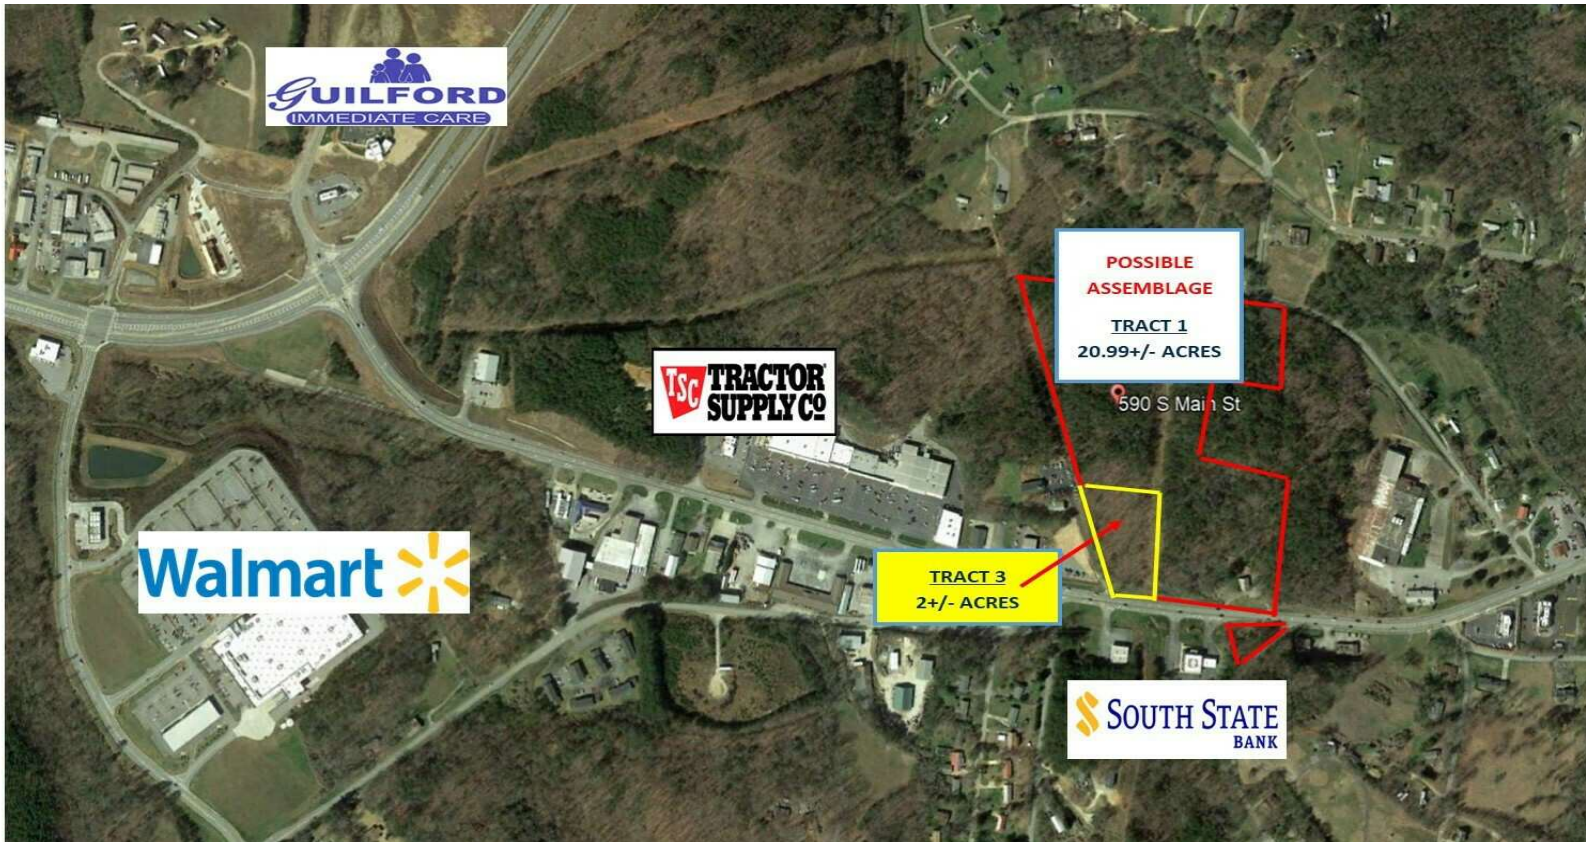 GUILFORD
IMMEDIATE CARE
POSSIBLE
ASSEMBLAGE
TRACT 1
20.99+/- ACRES
590 S Main St
TSC TRACTOR
SUPPLY CO
Walmart
TRACT 3
2+/- ACRES
SOUTH STATE
BANK